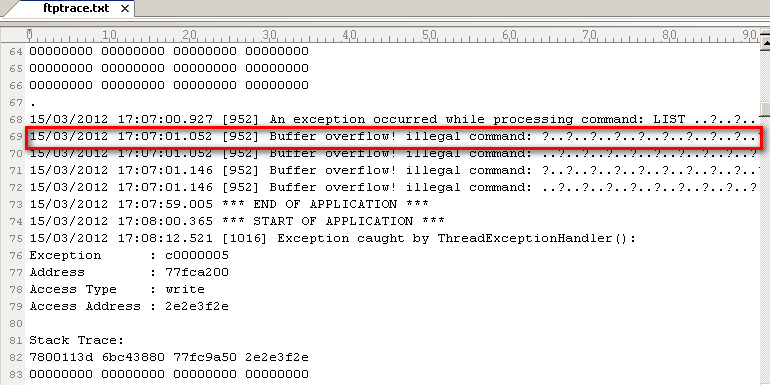 ftptrace.txt
0 10 20 30 40 50 60 70 80 90
64 00000000 00000000 00000000 00000000
65 00000000 00000000 00000000 00000000
66 00000000 00000000 00000000 00000000
67 .
68 15/03/2012 17:07:00.927 [952] An exception occurred while processing command: LIST ..?..?..
69 15/03/2012 17:07:01.052 [952] Buffer overflow! illegal command: ?..?..?..?..?..?..?..?..
70 15/03/2012 17:07:01.052 [952] Buffer overflow! illegal command: ..?..?..?..?..?..?..?..?
71 15/03/2012 17:07:01.146 [952] Buffer overflow! illegal command: ?..?..?..?..?..?..?..?..
72 15/03/2012 17:07:01.146 [952] Buffer overflow! illegal command: ..?..?..?..?..?..?..?..?
73 15/03/2012 17:07:59.005 *** END OF APPLICATION ***
74 15/03/2012 17:08:00.365 *** START OF APPLICATION ***
75 15/03/2012 17:08:12.521 [1016] Exception caught by ThreadExceptionHandler():
76 Exception : c0000005
77 Address : 77fca200
78 Access Type : write
79 Access Address : 2e2e3f2e
80
81 Stack Trace:
82 7800113d 6bc43880 77fc9a50 2e2e3f2e
83 00000000 00000000 00000000 00000000